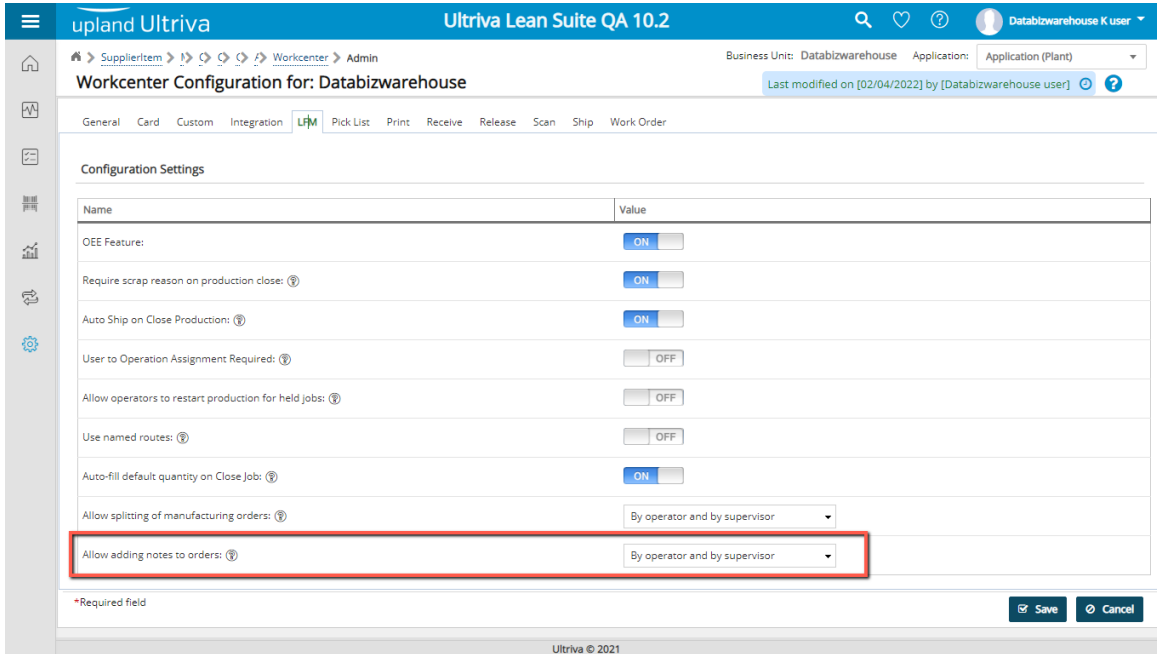 upland Ultriva
Ultriva Lean Suite QA 10.2
Databizwarehouse K user
SupplierItem > > > > > Workcenter > Admin
Business Unit: Databizwarehouse Application: Application (Plant)
Workcenter Configuration for: Databizwarehouse
Last modified on [02/04/2022] by [Databizwarehouse user]
General Card Custom Integration LFM Pick List Print Receive Release Scan Ship Work Order
Configuration Settings
Name Value
OEE Feature: ON
Require scrap reason on production close: ON
Auto Ship on Close Production: ON
User to Operation Assignment Required: OFF
Allow operators to restart production for held jobs: OFF
Use named routes: OFF
Auto-fill default quantity on Close Job: ON
Allow splitting of manufacturing orders: By operator and by supervisor
Allow adding notes to orders: By operator and by supervisor
*Required field
Save Cancel
Ultriva © 2021